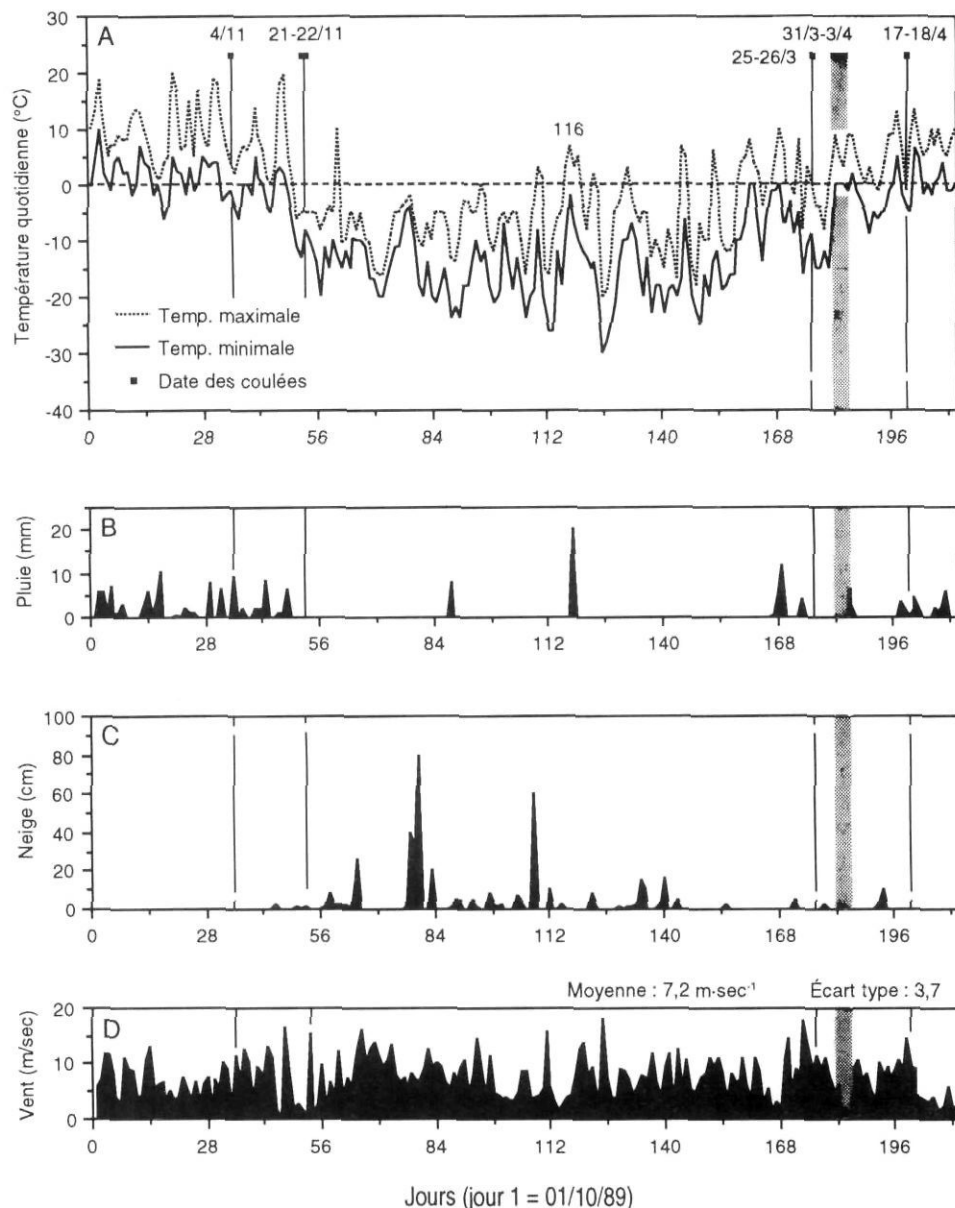 A
4/11 21-22/11 25-26/3 31/3-3/4 17-18/4
116
Température quotidienne (°C)
30
20
10
0
-10
-20
-30
-40
Temp. maximale
Temp. minimale
Date des coulées
0 28 56 84 112 140 168 196
B
Pluie (mm)
20
10
0
0 28 56 84 112 140 168 196
C
Neige (cm)
100
80
60
40
20
0
0 28 56 84 112 140 168 196
Moyenne : 7,2 m·sec⁻¹ Écart type : 3,7
D
Vent (m/sec)
20
10
0
0 28 56 84 112 140 168 196
Jours (jour 1 = 01/10/89)